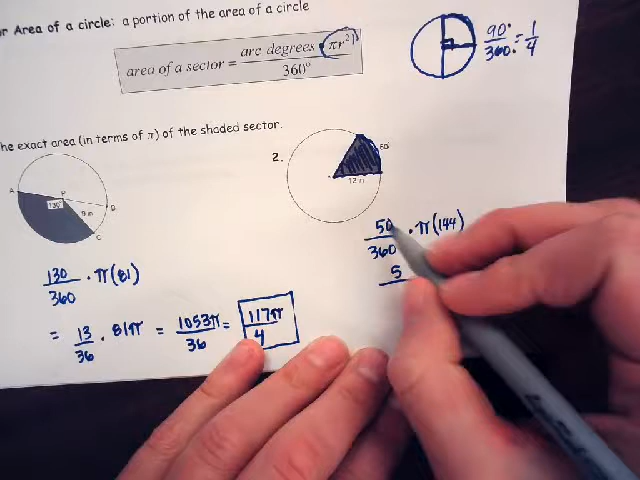 r Area of a circle: a portion of the area of a circle
area of a sector = arc degrees • πr² / 360°
90° / 360° = 1/4
he exact area (in terms of π) of the shaded sector.
2.
A
P
130°
9 in
B
C
12 in
130/360 · π(81)
50/360 · π(144)
5
= 13/36 · 81π = 1053π/36 = 117π/4